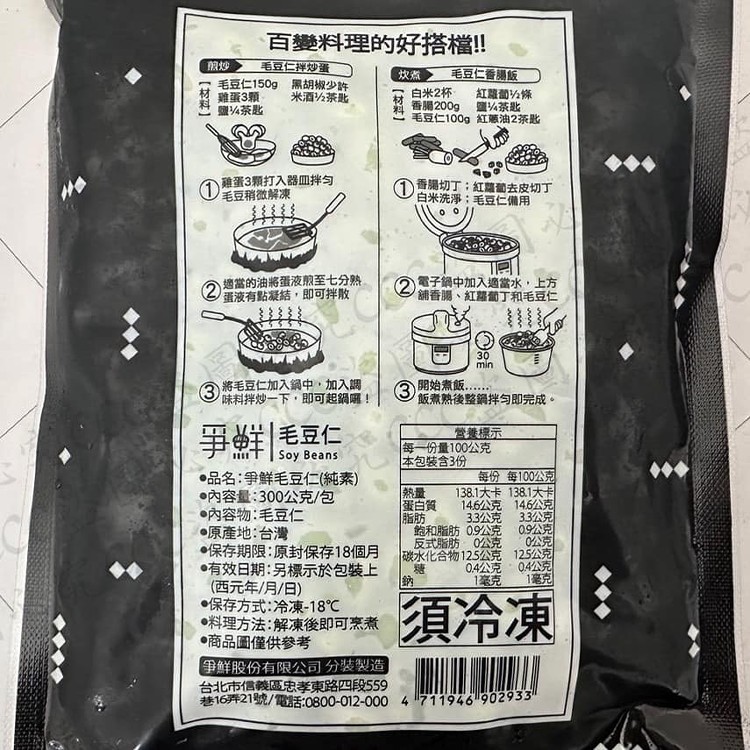 百變料理的好搭檔!!
煎炒 毛豆仁拌炒蛋
【材料】
毛豆仁150g 黑胡椒少許
雞蛋3顆 米酒½茶匙
鹽¼茶匙
①雞蛋3顆打入器皿拌勻
毛豆稍微解凍
②適當的油將蛋液煎至七分熟
蛋液有點凝結，即可拌散
③將毛豆仁加入鍋中，加入調
味料拌炒一下，即可起鍋囉！
炊煮 毛豆仁香腸飯
【材料】
白米2杯 紅蘿蔔½條
香腸200g 鹽¼茶匙
毛豆仁100g 紅蔥油2茶匙
①香腸切丁；紅蘿蔔去皮切丁
白米洗淨；毛豆仁備用
②電子鍋中加入適當水，上方
鋪香腸、紅蘿蔔丁和毛豆仁
30
min
③開始煮飯……
飯煮熟後整鍋拌勻即完成。
爭鮮 毛豆仁
Soy Beans
●品名：爭鮮毛豆仁(純素)
●內容量：300公克/包
●內容物：毛豆仁
●原產地：台灣
●保存期限：原封保存18個月
●有效日期：另標示於包裝上
(西元年/月/日)
●保存方式：冷凍-18℃
●料理方法：解凍後即可烹煮
●商品圖僅供參考
爭鮮股份有限公司 分裝製造
台北市信義區忠孝東路四段559
巷16弄21號/電話:0800-012-000
營養標示
每一份量100公克
本包裝含3份
每份 每100公克
熱量 138.1大卡 138.1大卡
蛋白質 14.6公克 14.6公克
脂肪 3.3公克 3.3公克
飽和脂肪 0.9公克 0.9公克
反式脂肪 0公克 0公克
碳水化合物 12.5公克 12.5公克
糖 0.4公克 0.4公克
鈉 1毫克 1毫克
須冷凍
4 711946 902933